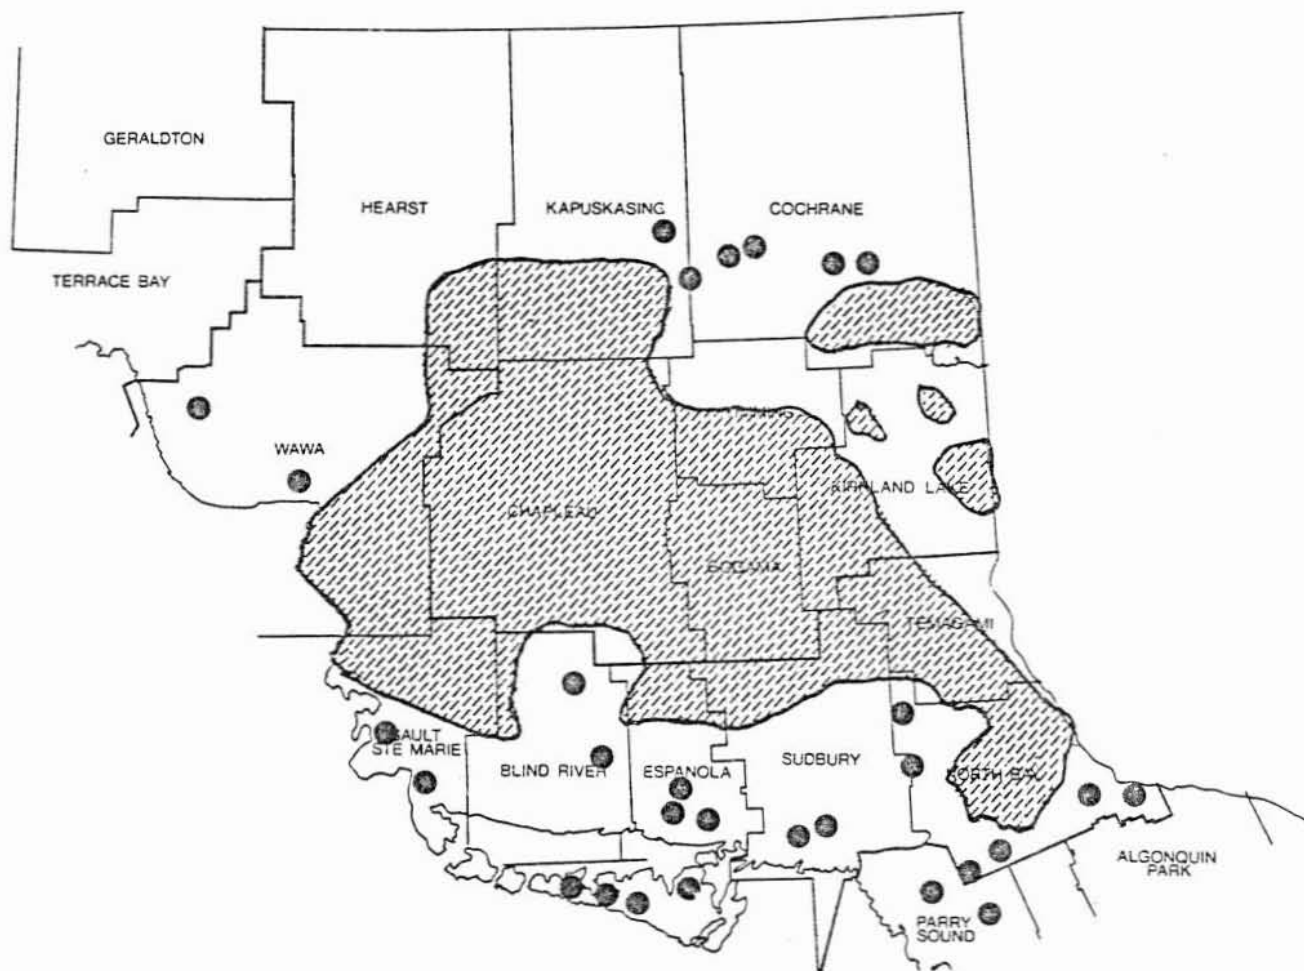 GERALDTON
HEARST
KAPUSKASING
COCHRANE
TERRACE BAY
WAWA
KIRKLAND LAKE
CHAPLEAU
GOGAMA
TEMAGAMI
SAULT
STE MARIE
BLIND RIVER
ESPANOLA
SUDBURY
NORTH BAY
ALGONQUIN
PARK
PARRY
SOUND